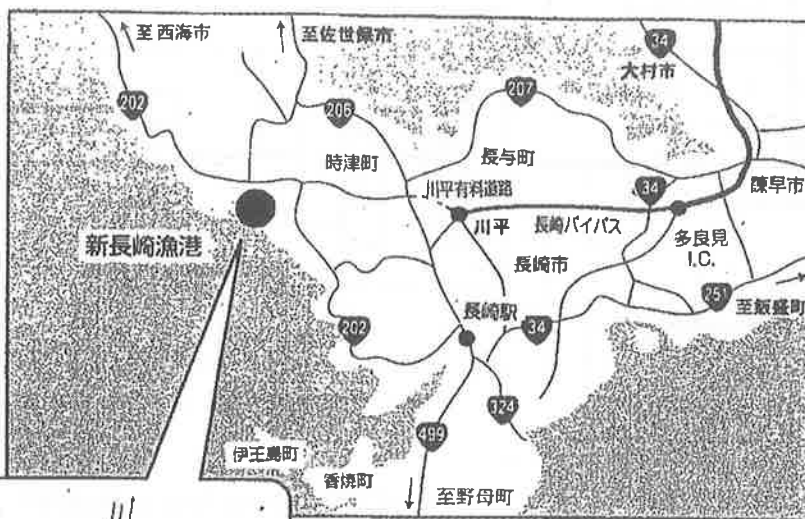 至西海市
至佐世保市
34
大村市
202
206
207
時津町
長与町
諫早市
川平有料道路
34
川平
長崎バイパス
多良見
I.C.
新長崎漁港
長崎市
251
至飯盛町
202
長崎駅
34
324
499
伊王島町
香焼町
至野母町